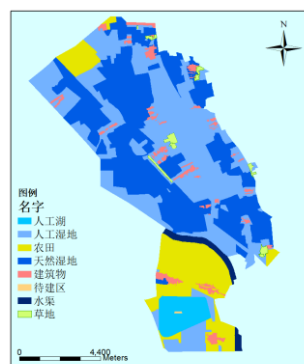 N
图例
名字
人工湖
人工湿地
农田
天然湿地
建筑物
待建区
水渠
草地
0 4,400
Meters